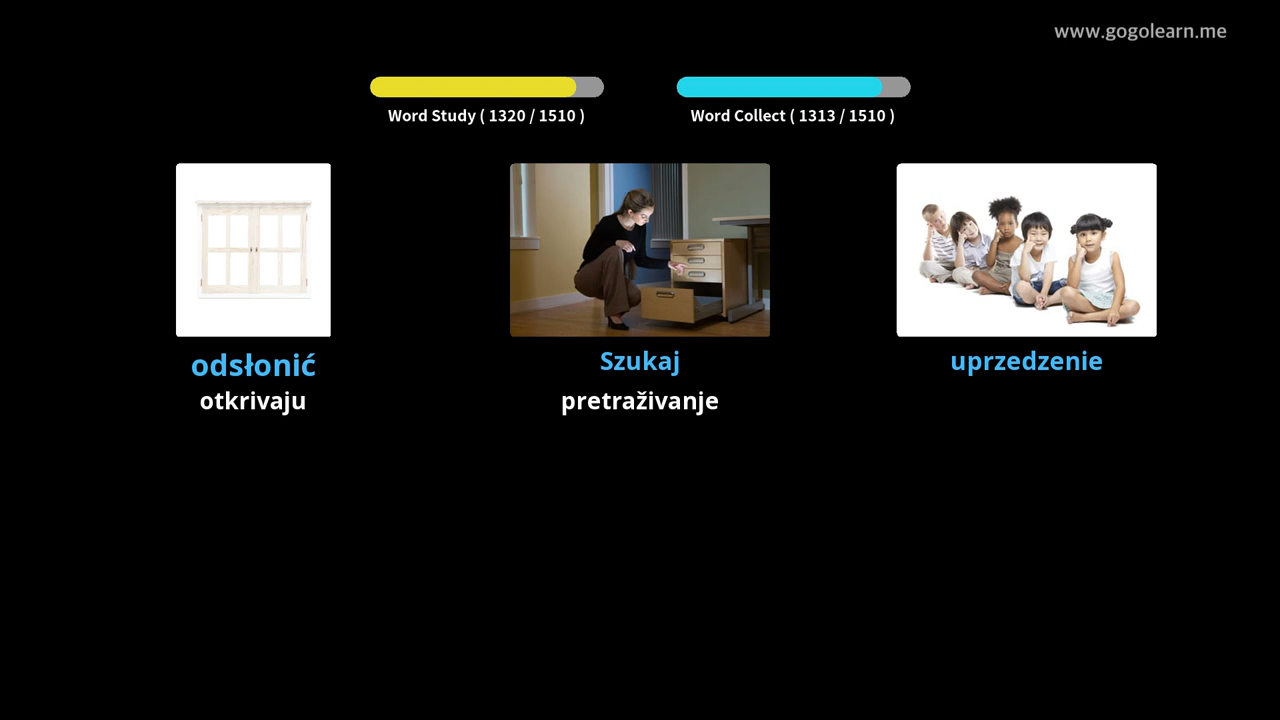 www.gogolearn.me
Word Study ( 1320 / 1510 )
Word Collect ( 1313 / 1510 )
odsłonić
otkrivaju
Szukaj
pretraživanje
uprzedzenie